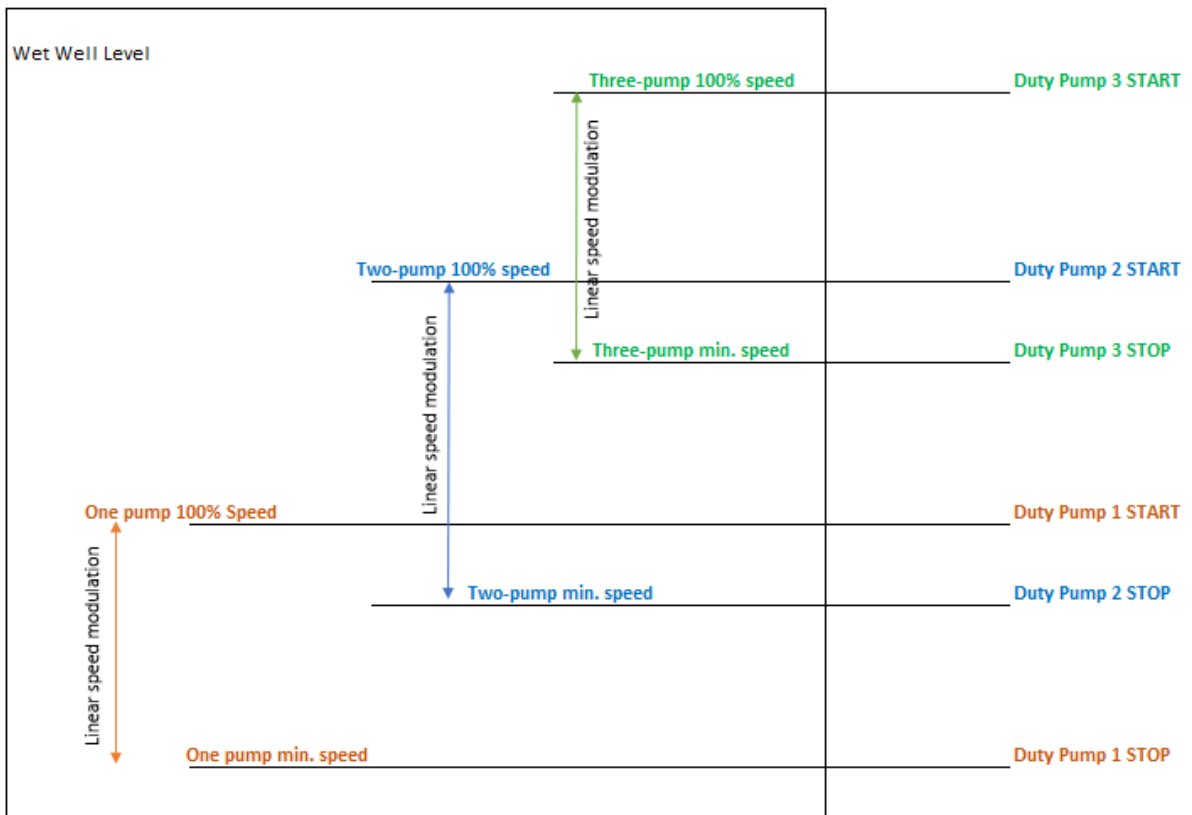 Wet Well Level
Three-pump 100% speed
Duty Pump 3 START
Linear speed modulation
Two-pump 100% speed
Duty Pump 2 START
Linear speed modulation
Three-pump min. speed
Duty Pump 3 STOP
One pump 100% Speed
Duty Pump 1 START
Linear speed modulation
Two-pump min. speed
Duty Pump 2 STOP
One pump min. speed
Duty Pump 1 STOP